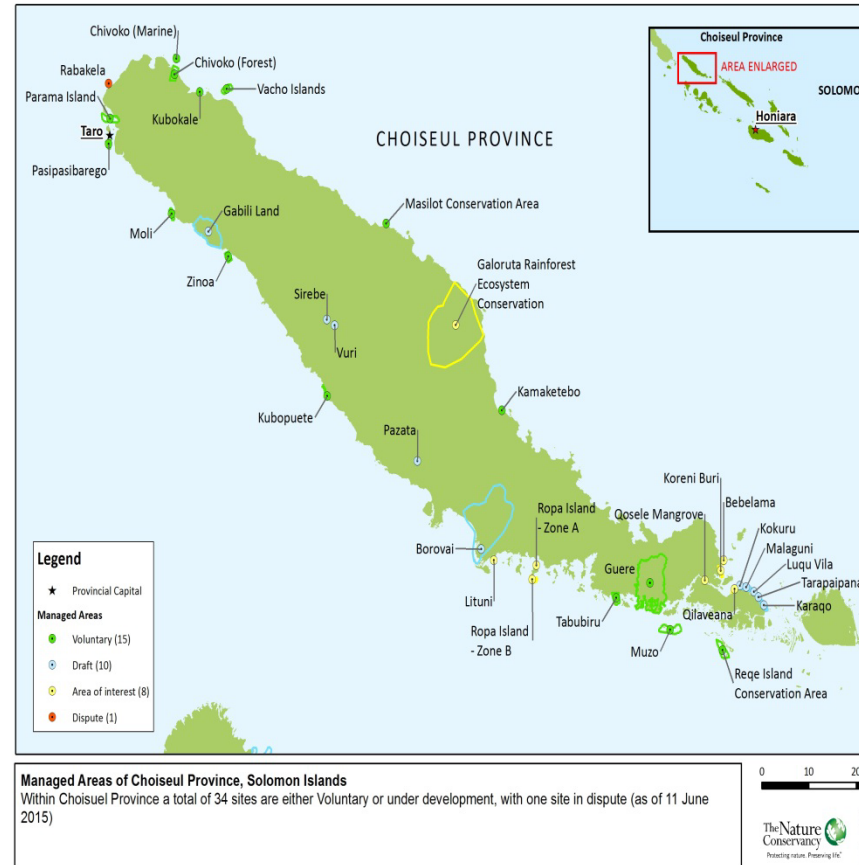 Chivoko (Marine)
Chivoko (Forest)
Rabakela
Vacho Islands
Parama Island
Kubokale
Taro
Pasipasibarego
CHOISEUL PROVINCE
Choiseul Province
AREA ENLARGED
SOLOMO
Honiara
Gabili Land
Masilot Conservation Area
Moli
Zinoa
Galoruta Rainforest
Ecosystem
Conservation
Sirebe
Vuri
Kubopuete
Kamaketebo
Pazata
Koreni Buri
Bebelama
Qosele Mangrove
Kokuru
Malaguni
Luqu Vila
Tarapaipana
Karaqo
Ropa Island
- Zone A
Borovai
Guere
Lituni
Ropa Island
- Zone B
Tabubiru
Qilaveana
Muzo
Reqe Island
Conservation Area
Legend
Provincial Capital
Managed Areas
Voluntary (15)
Draft (10)
Area of interest (8)
Dispute (1)
Managed Areas of Choiseul Province, Solomon Islands
Within Choisuel Province a total of 34 sites are either Voluntary or under development, with one site in dispute (as of 11 June
2015)
0 10 20
The Nature
Conservancy
Protecting nature. Preserving life.